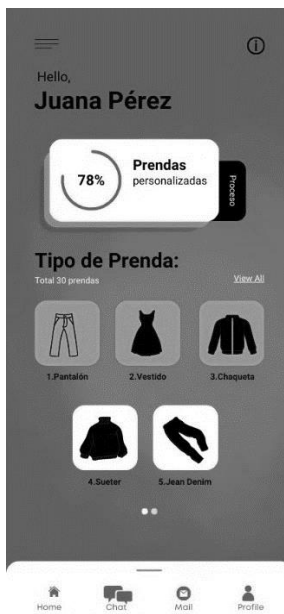 Hello,
Juana Pérez
78%
Prendas
personalizadas
Proceso
Tipo de Prenda:
Total 30 prendas
View All
1.Pantalón
2.Vestido
3.Chaqueta
4.Sueter
5.Jean Denim
Home
Chat
Mail
Profile